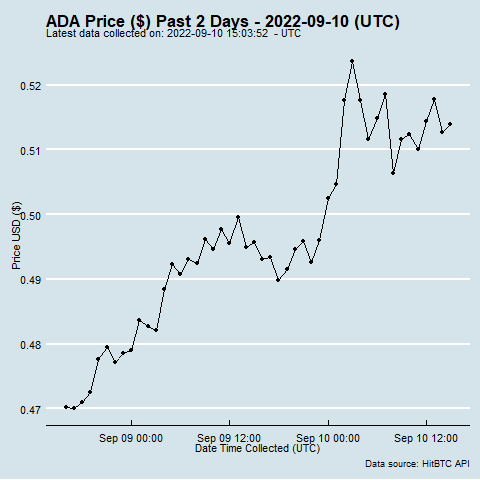 ADA Price ($) Past 2 Days - 2022-09-10 (UTC)
Latest data collected on: 2022-09-10 15:03:52 - UTC
0.52
0.51
0.50
0.49
0.48
0.47
Price USD ($)
Sep 09 00:00 Sep 09 12:00 Sep 10 00:00 Sep 10 12:00
Date Time Collected (UTC)
Data source: HitBTC API